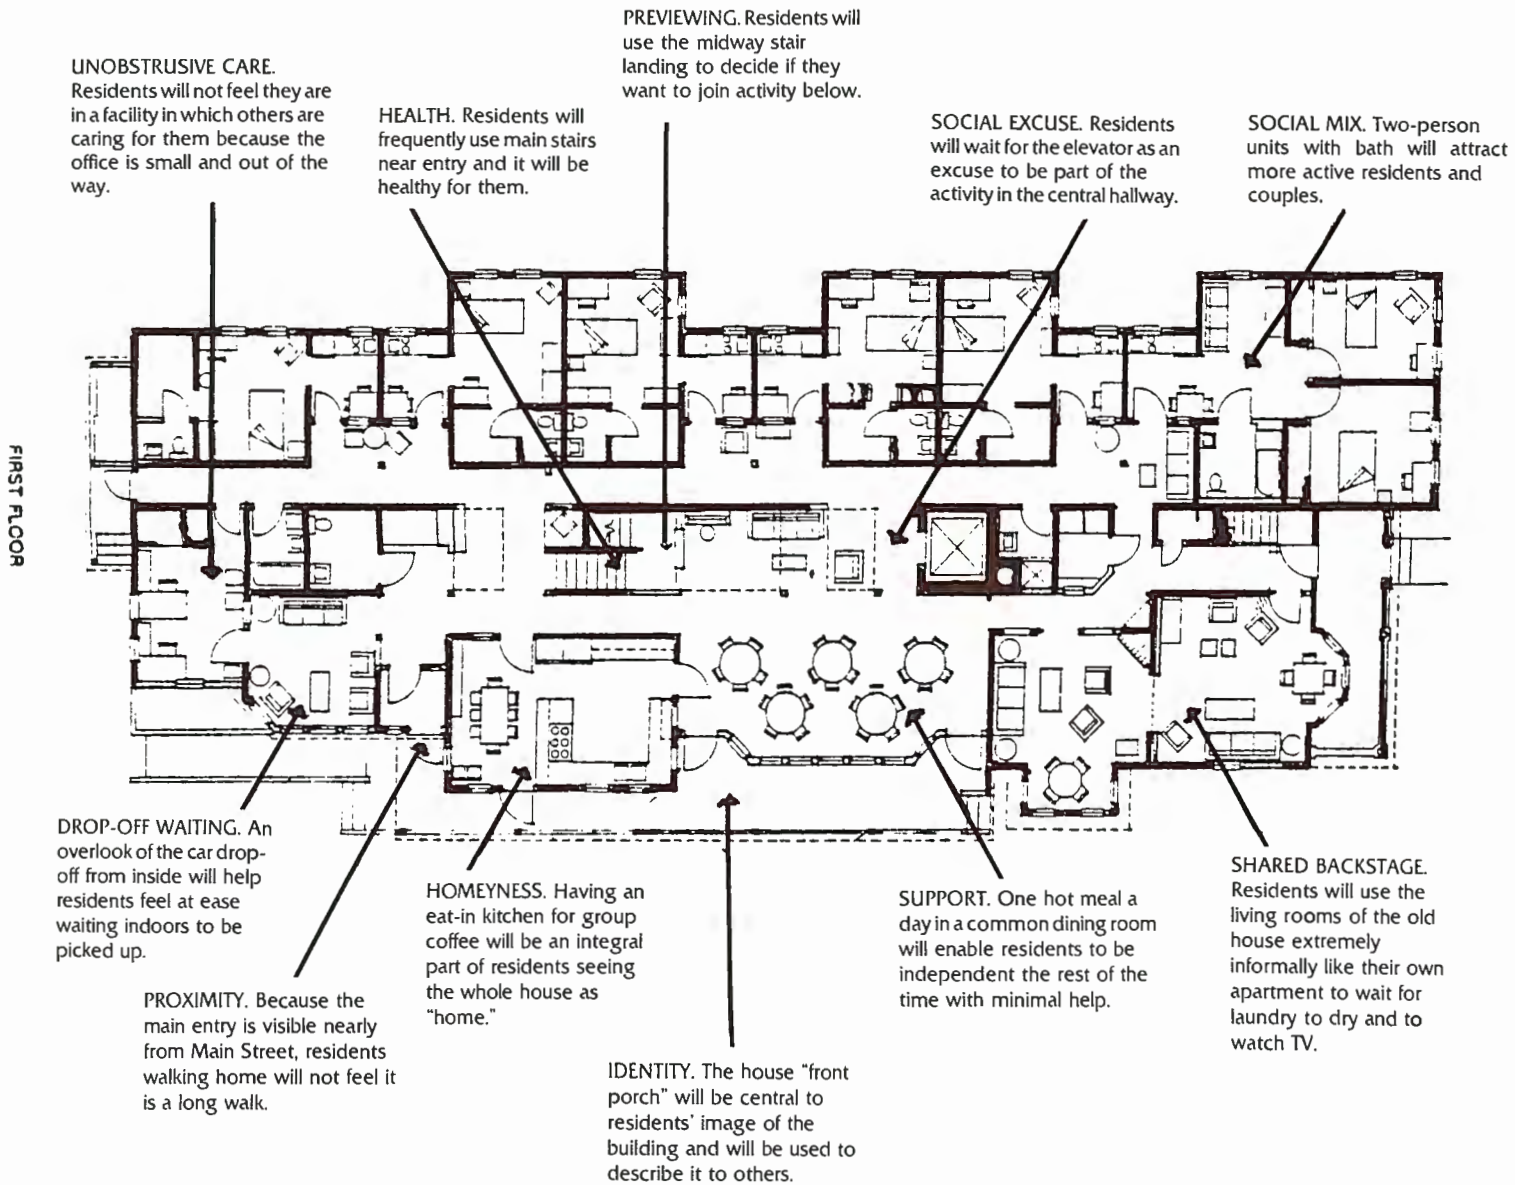 PREVIEWING. Residents will
use the midway stair
landing to decide if they
want to join activity below.
UNOBSTRUSIVE CARE.
Residents will not feel they are
in a facility in which others are
caring for them because the
office is small and out of the
way.
HEALTH. Residents will
frequently use main stairs
near entry and it will be
healthy for them.
SOCIAL EXCUSE. Residents
will wait for the elevator as an
excuse to be part of the
activity in the central hallway.
SOCIAL MIX. Two-person
units with bath will attract
more active residents and
couples.
FIRST FLOOR
DROP-OFF WAITING. An
overlook of the car drop-
off from inside will help
residents feel at ease
waiting indoors to be
picked up.
PROXIMITY. Because the
main entry is visible nearly
from Main Street, residents
walking home will not feel it
is a long walk.
HOMEYNESS. Having an
eat-in kitchen for group
coffee will be an integral
part of residents seeing
the whole house as
"home."
IDENTITY. The house "front
porch" will be central to
residents' image of the
building and will be used to
describe it to others.
SUPPORT. One hot meal a
day in a common dining room
will enable residents to be
independent the rest of the
time with minimal help.
SHARED BACKSTAGE.
Residents will use the
living rooms of the old
house extremely
informally like their own
apartment to wait for
laundry to dry and to
watch TV.